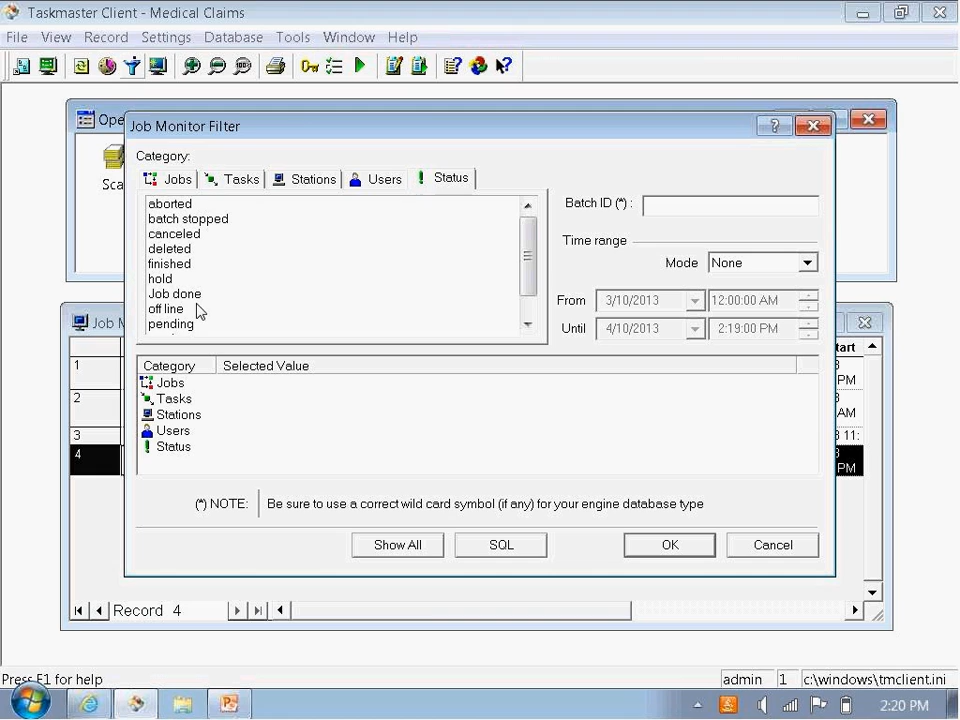 Taskmaster Client - Medical Claims
File View Record Settings Database Tools Window Help
Ope
Job Monitor Filter
Category:
Jobs Tasks Stations Users Status
Sca
aborted
batch stopped
canceled
deleted
finished
hold
Job done
off line
pending
Batch ID (*) :
Time range
Mode None
From 3/10/2013 12:00:00 AM
Until 4/10/2013 2:19:00 PM
Job M
tart
1
PM
2
AM
3
11:
4
PM
Category Selected Value
Jobs
Tasks
Stations
Users
Status
(*) NOTE: Be sure to use a correct wild card symbol (if any) for your engine database type
Show All SQL OK Cancel
Record 4
Press F1 for help admin 1 c:\windows\tmclient.ini
2:20 PM